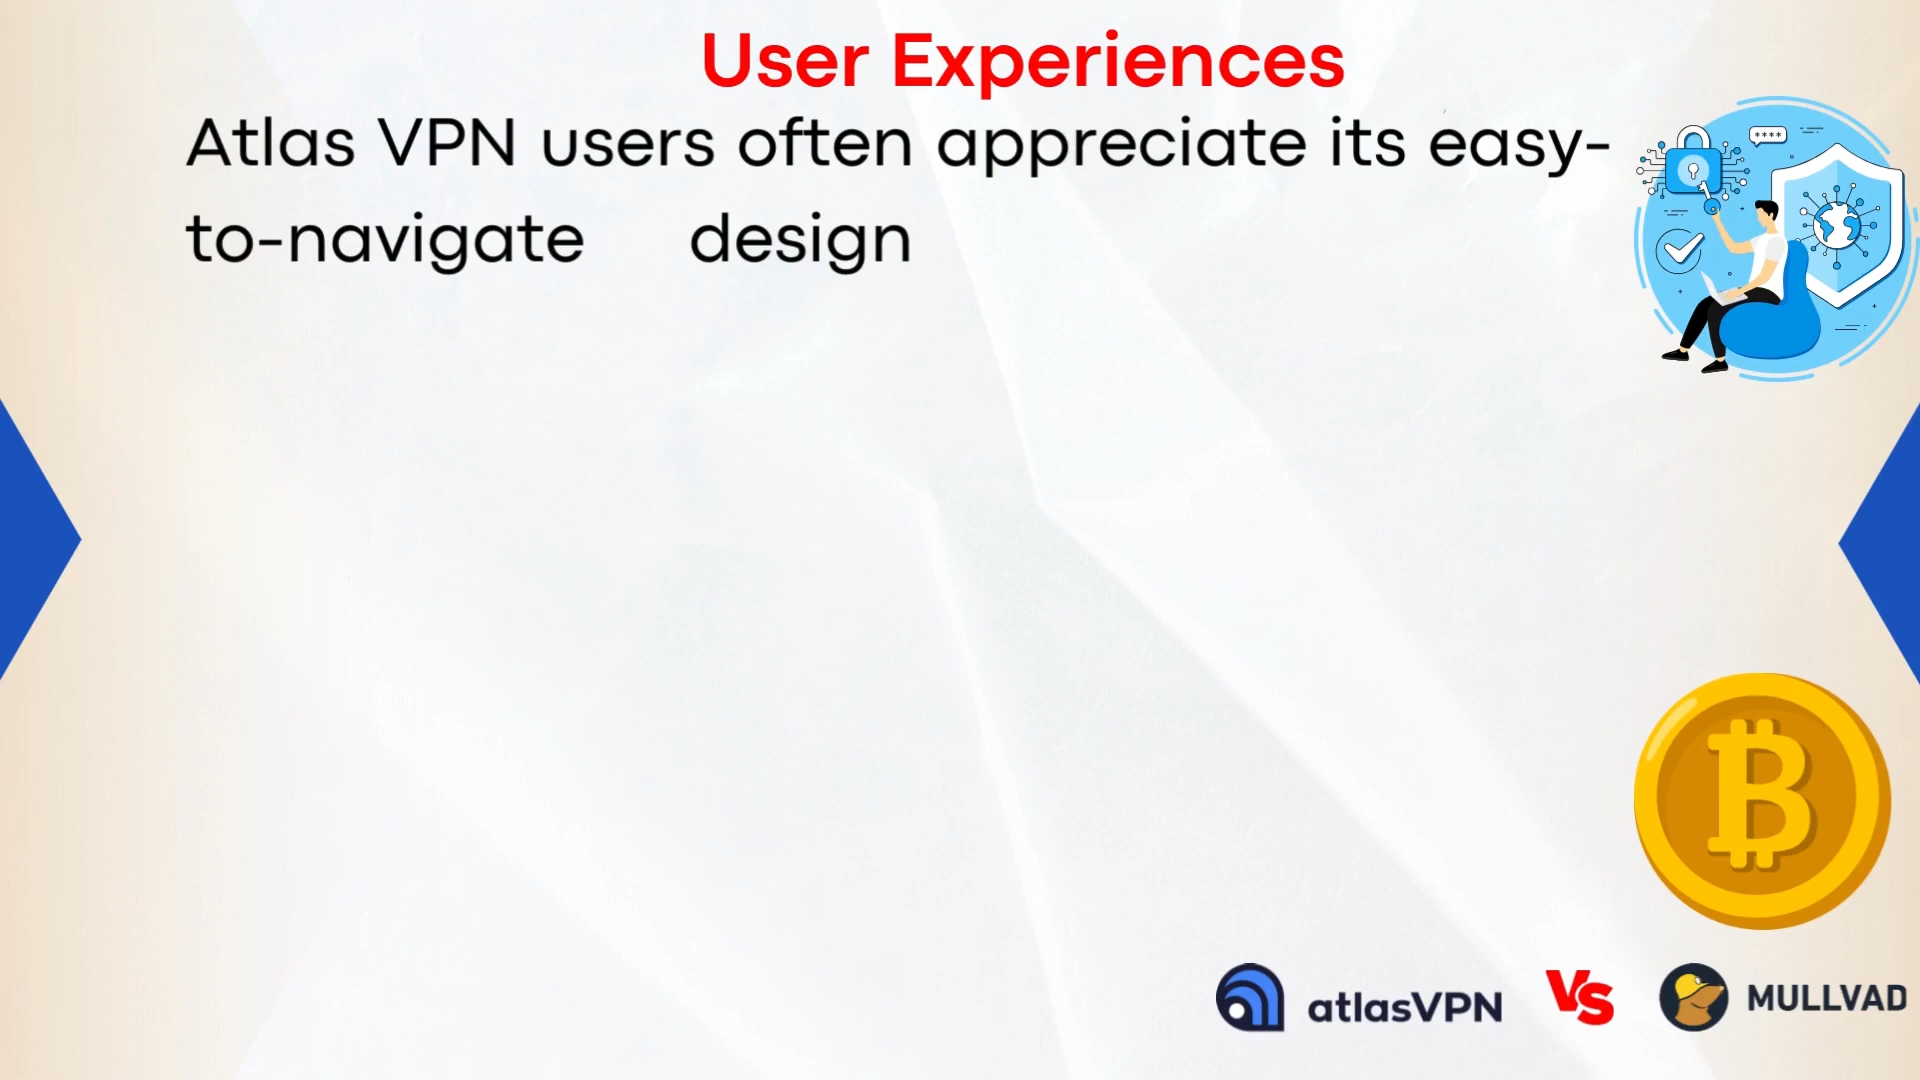 User Experiences
Atlas VPN users often appreciate its easy-
to-navigate design
****
atlasVPN VS MULLVAD